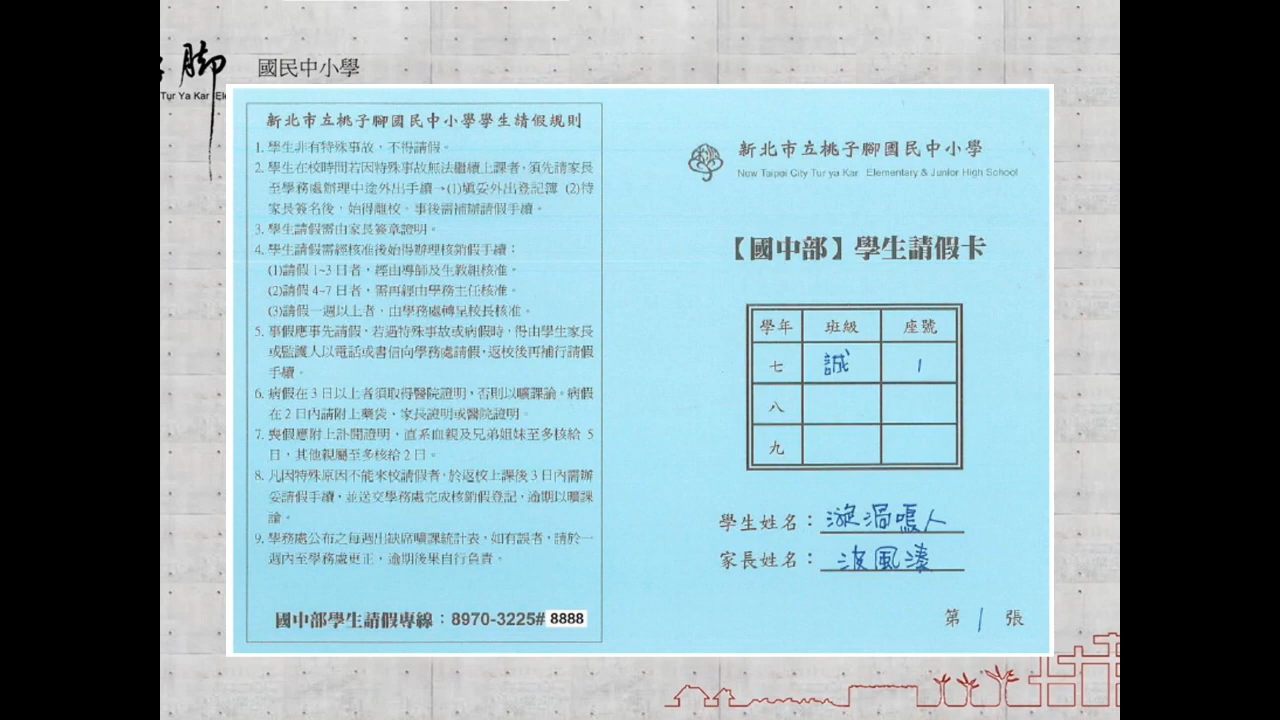 脚
國民中小學
Tur Ya Kar Ele
新北市立桃子腳國民中小學學生請假規則
1. 學生非有特殊事故，不得請假。
2. 學生在校時間若因特殊事故無法繼續上課者，須先請家長
至學務處辦理中途外出手續→(1)填妥外出登記簿 (2)待
家長簽名後，始得離校。事後需補辦請假手續。
3. 學生請假需由家長簽章證明。
4. 學生請假需經核准後始得辦理核銷假手續：
(1)請假 1~3 日者，經由導師及生教組核准。
(2)請假 4~7 日者，需再經由學務主任核准。
(3)請假一週以上者，由學務處轉呈校長核准。
5. 事假應事先請假，若遇特殊事故或病假時，得由學生家長
或監護人以電話或書信向學務處請假，返校後再補行請假
手續。
6. 病假在 3 日以上者須取得醫院證明，否則以曠課論。病假
在 2 日內請附上藥袋、家長證明或醫院證明。
7. 喪假應附上訃聞證明，直系血親及兄弟姐妹至多核給 5
日，其他親屬至多核給 2 日。
8. 凡因特殊原因不能來校請假者，於返校上課後 3 日內需辦
妥請假手續，並送交學務處完成核銷假登記，逾期以曠課
論。
9. 學務處公布之每週出缺席曠課統計表，如有誤者，請於一
週內至學務處更正，逾期後果自行負責。
國中部學生請假專線：8970-3225#8888
新北市立桃子腳國民中小學
New Taipei City Tur ya Kar Elementary & Junior High School
【國中部】學生請假卡
學年 班級 座號
七 誠 1
八
九
學生姓名：漩渦鳴人
家長姓名：波風湊
第 1 張